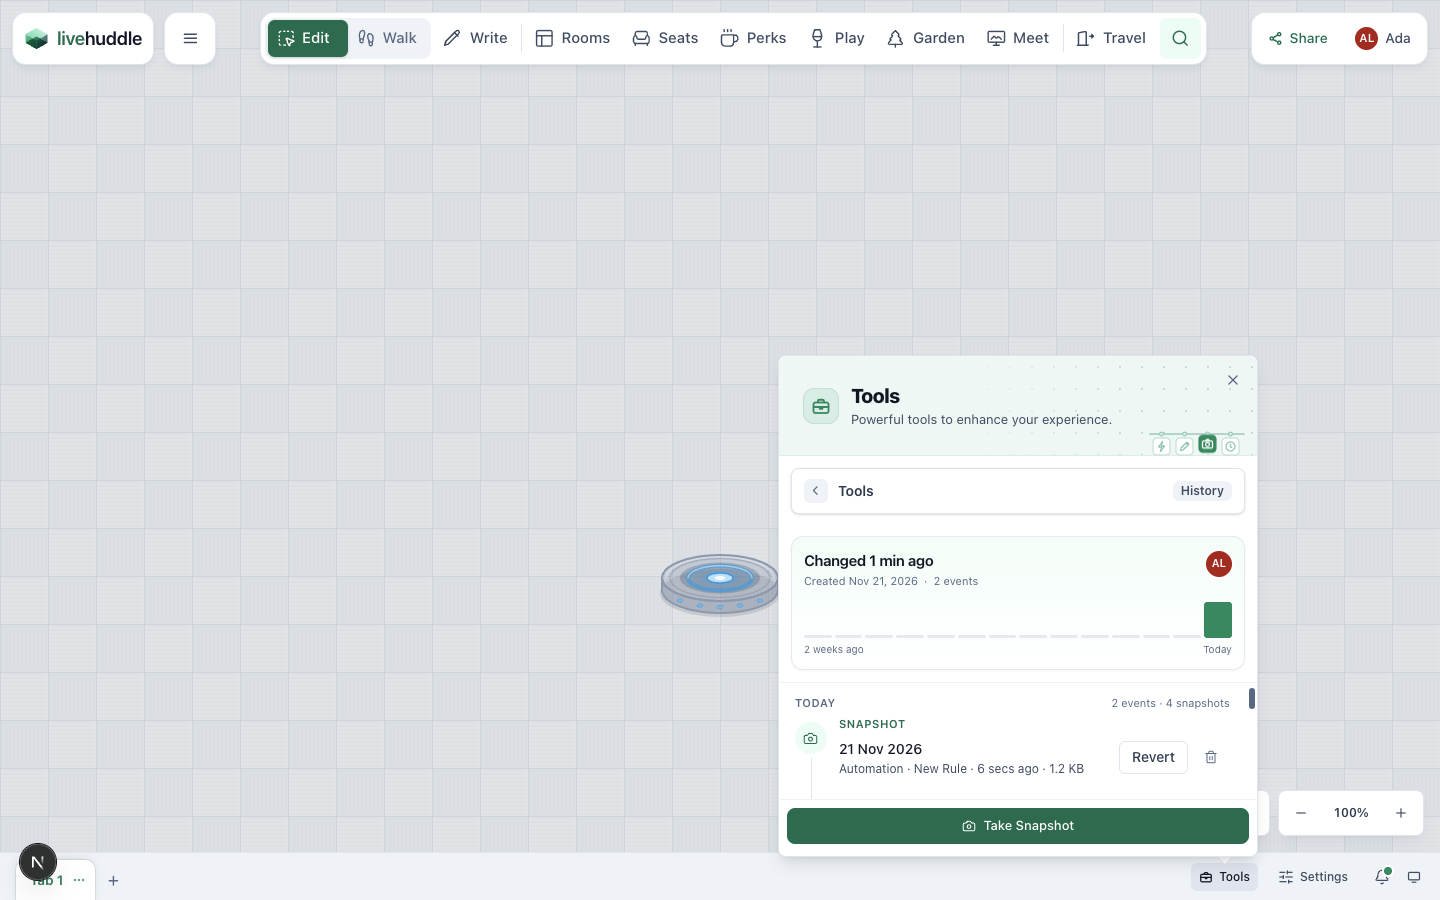 livehuddle
Edit
Walk
Write
Rooms
Seats
Perks
Play
Garden
Meet
Travel
Share
AL
Ada
Tools
Powerful tools to enhance your experience.
Tools
History
Changed 1 min ago
AL
Created Nov 21, 2026 · 2 events
2 weeks ago
Today
TODAY
2 events · 4 snapshots
SNAPSHOT
21 Nov 2026
Automation · New Rule · 6 secs ago · 1.2 KB
Revert
Take Snapshot
100%
N
Tab 1
Tools
Settings